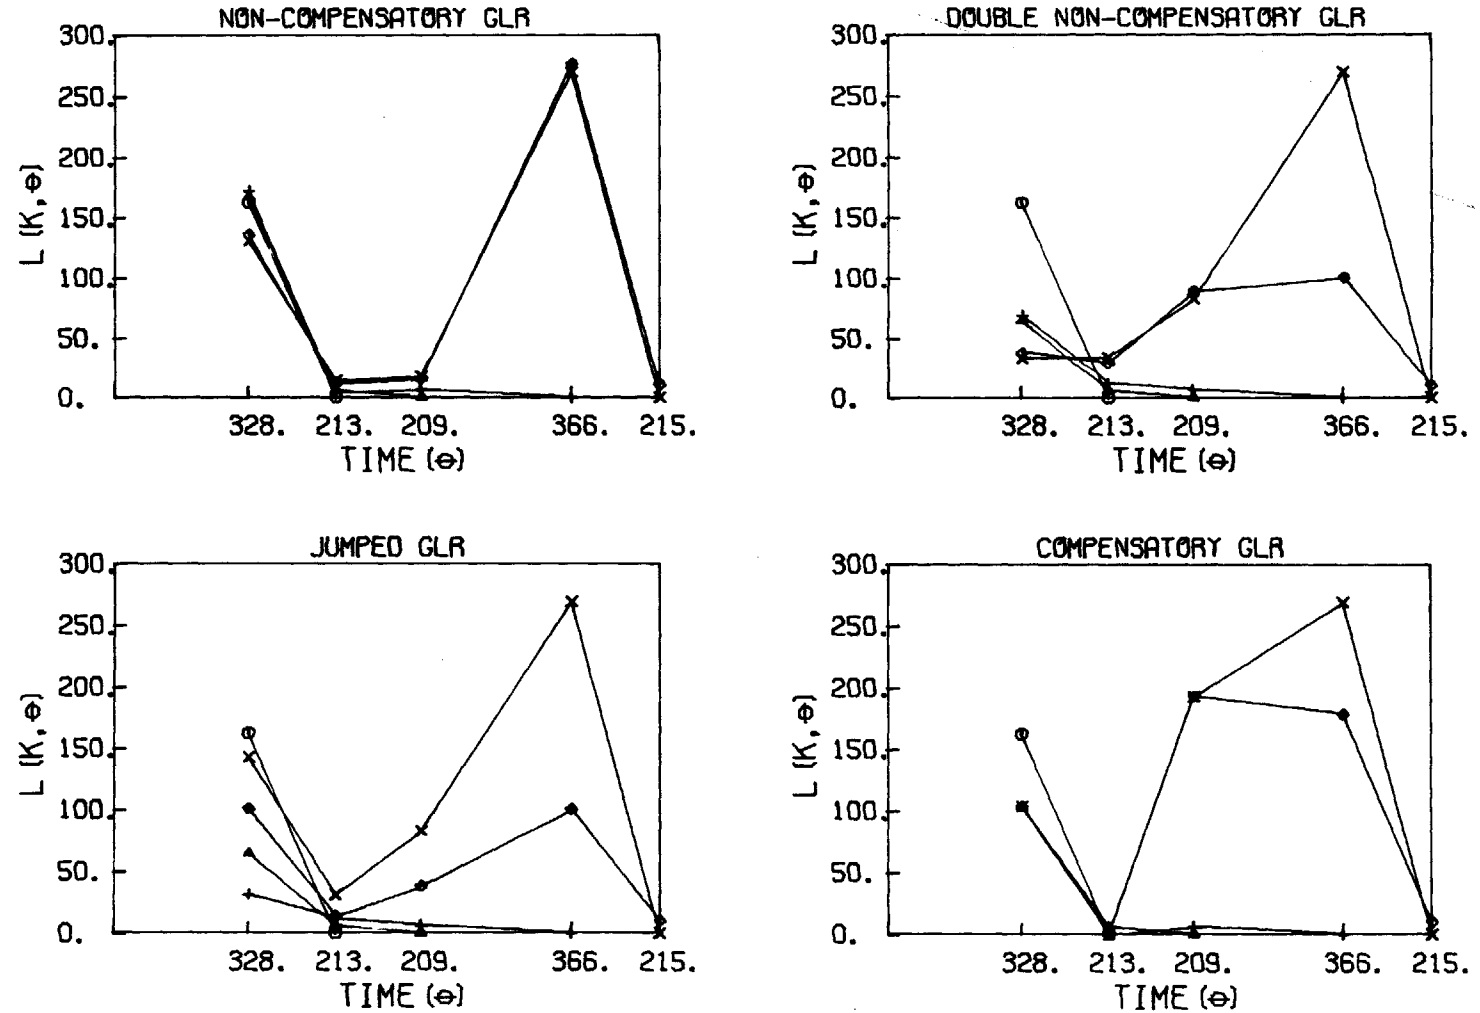 NON-COMPENSATORY GLR
300.
250.
200.
150.
100.
50.
0.
L (K,Θ)
328. 213. 209. 366. 215.
TIME (Θ)
DOUBLE NON-COMPENSATORY GLR
300.
250.
200.
150.
100.
50.
0.
L (K,Θ)
328. 213. 209. 366. 215.
TIME (Θ)
JUMPED GLR
300.
250.
200.
150.
100.
50.
0.
L (K,Θ)
328. 213. 209. 366. 215.
TIME (Θ)
COMPENSATORY GLR
300.
250.
200.
150.
100.
50.
0.
L (K,Θ)
328. 213. 209. 366. 215.
TIME (Θ)